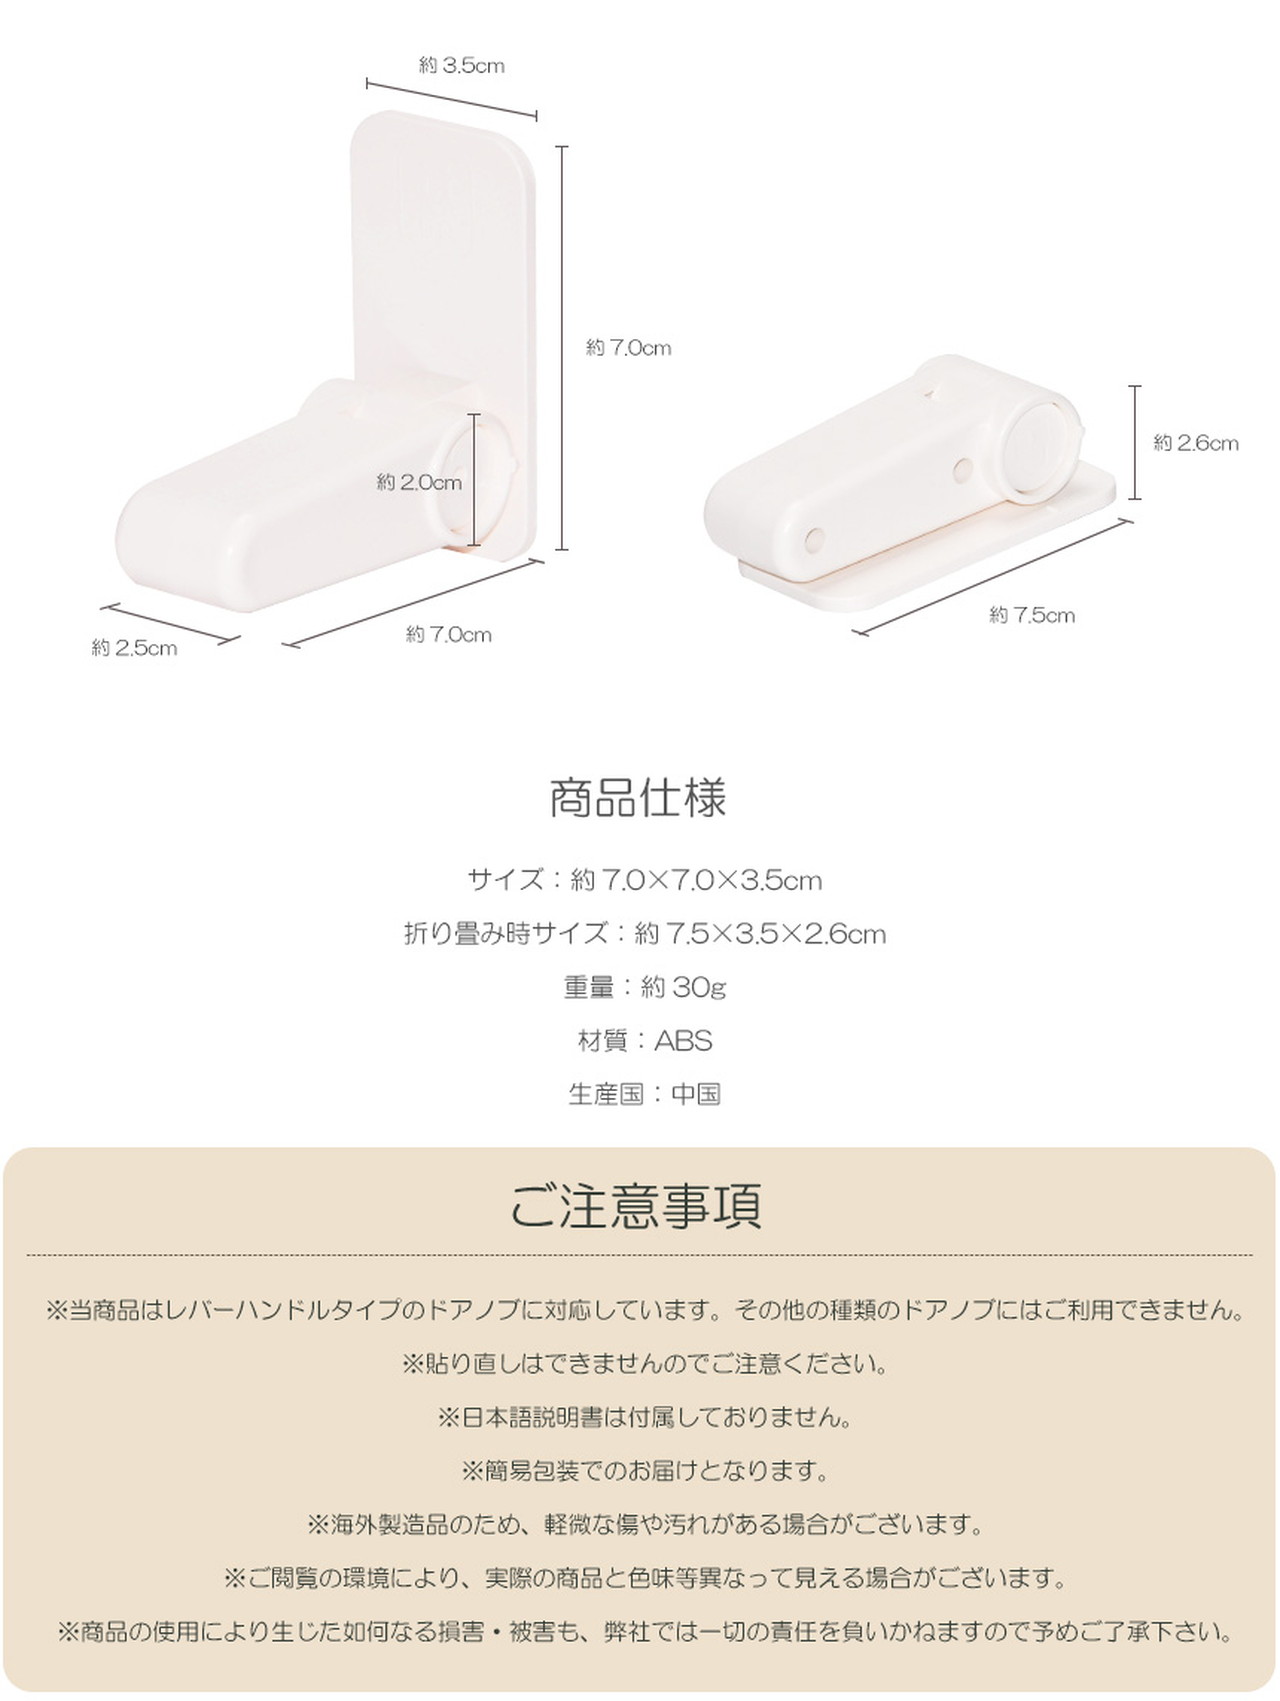 約 3.5cm
約 7.0cm
約 2.0cm
約 2.6cm
約 2.5cm
約 7.0cm
約 7.5cm
商品仕様
サイズ：約 7.0×7.0×3.5cm
折り畳み時サイズ：約 7.5×3.5×2.6cm
重量：約 30g
材質：ABS
生産国：中国
ご注意事項
※当商品はレバーハンドルタイプのドアノブに対応しています。その他の種類のドアノブにはご利用できません。
※貼り直しはできませんのでご注意ください。
※日本語説明書は付属しておりません。
※簡易包装でのお届けとなります。
※海外製造品のため、軽微な傷や汚れがある場合がございます。
※ご閲覧の環境により、実際の商品と色味等異なって見える場合がございます。
※商品の使用により生じた如何なる損害・被害も、弊社では一切の責任を負いかねますので予めご了承下さい。